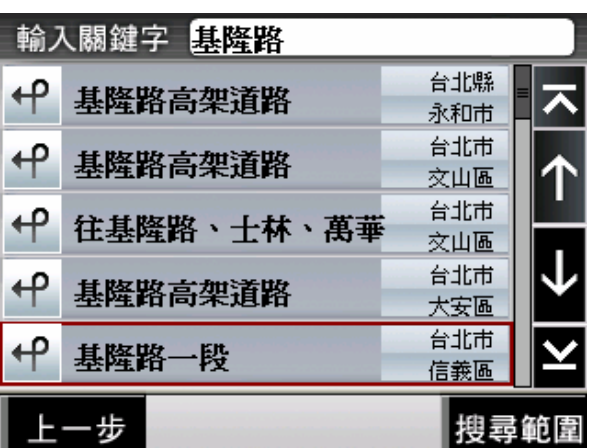 輸入關鍵字 基隆路
基隆路高架道路 台北縣
永和市
基隆路高架道路 台北市
文山區
往基隆路、士林、萬華 台北市
文山區
基隆路高架道路 台北市
大安區
基隆路一段 台北市
信義區
上一步 搜尋範圍